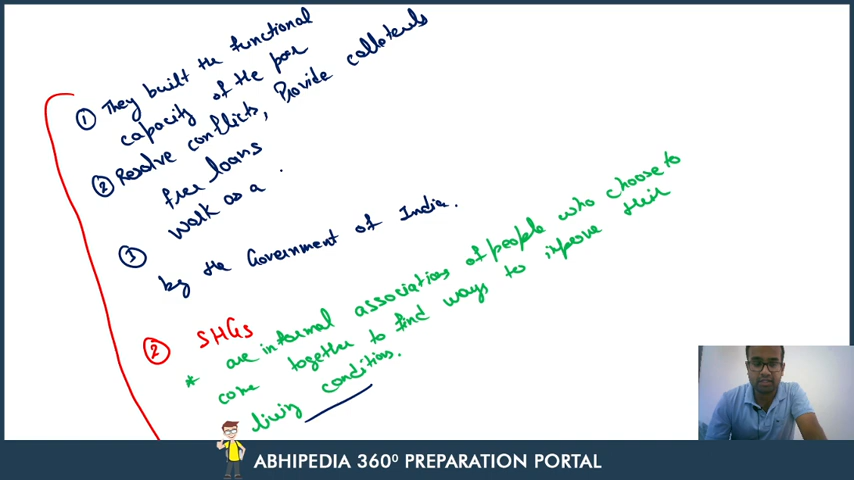 ① They built the functional
capacity of the poor
② Resolve conflicts, Provide collaterals
free loans
walk as a
①
by the Government of India.
② SHGs
* are informal associations of people who choose to
come together to find ways to improve their
living conditions.
ABHIPEDIA 360° PREPARATION PORTAL